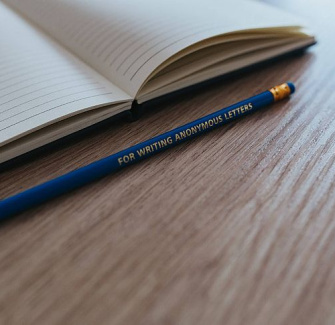 FOR WRITING ANONYMOUS LETTERS